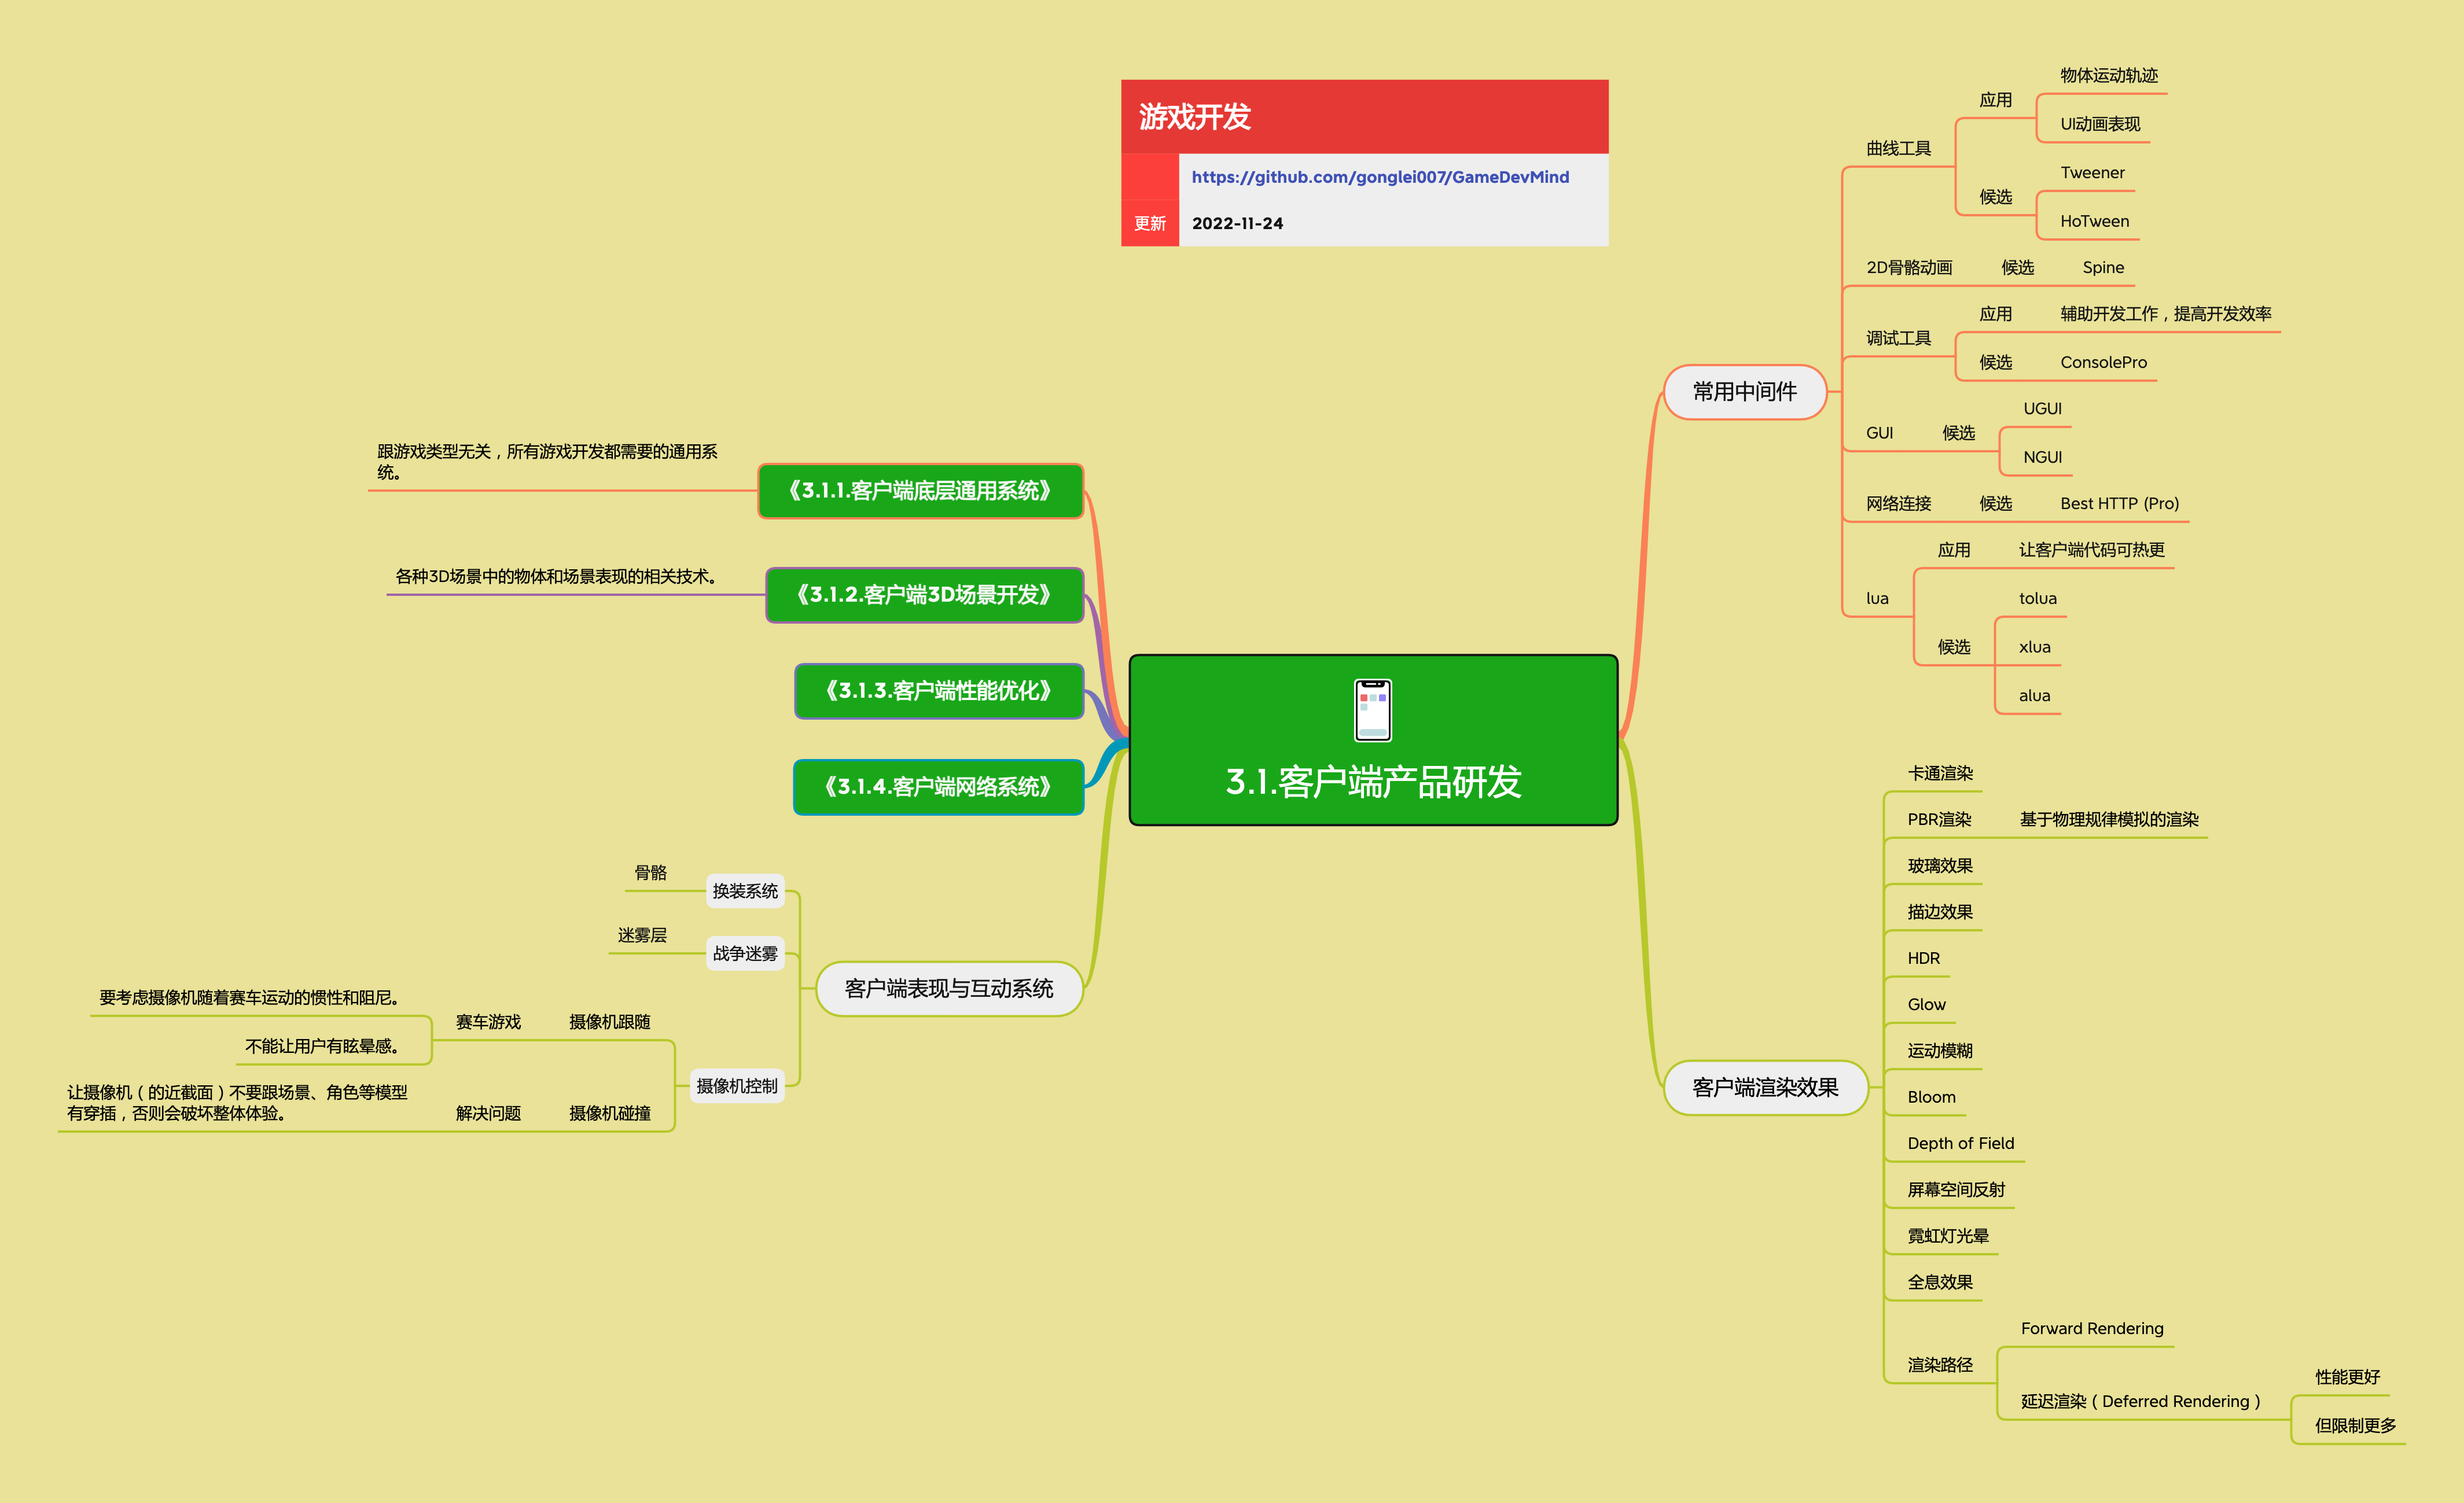 游戏开发
https://github.com/gonglei007/GameDevMind
更新
2022-11-24
3.1.客户端产品研发
常用中间件
曲线工具
应用
物体运动轨迹
UI动画表现
候选
Tweener
HoTween
2D骨骼动画
候选
Spine
调试工具
应用
辅助开发工作，提高开发效率
候选
ConsolePro
GUI
候选
UGUI
NGUI
网络连接
候选
Best HTTP (Pro)
lua
应用
让客户端代码可热更
候选
tolua
xlua
alua
客户端渲染效果
卡通渲染
PBR渲染
基于物理规律模拟的渲染
玻璃效果
描边效果
HDR
Glow
运动模糊
Bloom
Depth of Field
屏幕空间反射
霓虹灯光晕
全息效果
渲染路径
Forward Rendering
延迟渲染（Deferred Rendering）
性能更好
但限制更多
《3.1.1.客户端底层通用系统》
跟游戏类型无关，所有游戏开发都需要的通用系
统。
《3.1.2.客户端3D场景开发》
各种3D场景中的物体和场景表现的相关技术。
《3.1.3.客户端性能优化》
《3.1.4.客户端网络系统》
客户端表现与互动系统
换装系统
骨骼
战争迷雾
迷雾层
摄像机控制
摄像机跟随
赛车游戏
要考虑摄像机随着赛车运动的惯性和阻尼。
不能让用户有眩晕感。
摄像机碰撞
解决问题
让摄像机（的近截面）不要跟场景、角色等模型
有穿插，否则会破坏整体体验。